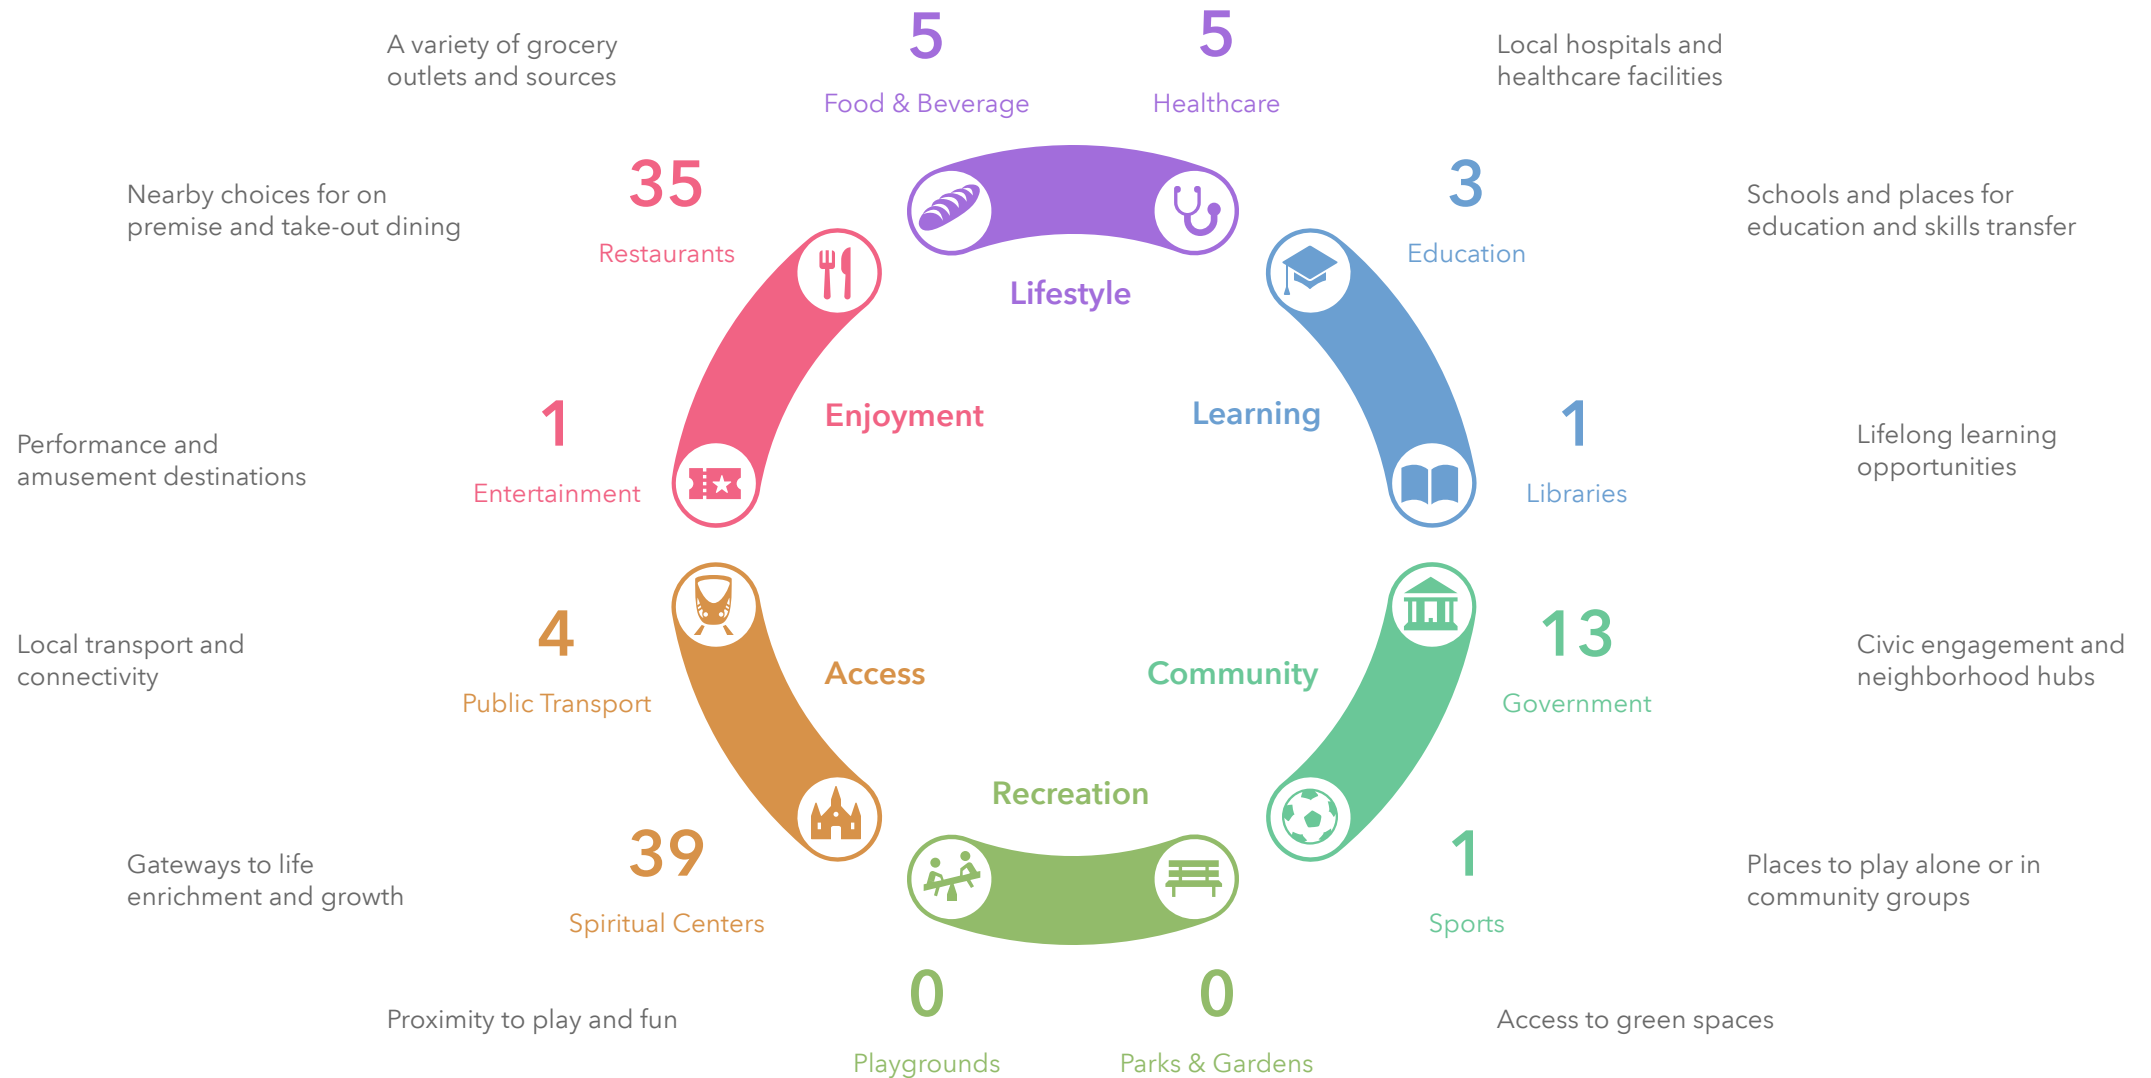 A variety of grocery
outlets and sources
5
Food & Beverage
5
Healthcare
Local hospitals and
healthcare facilities
Nearby choices for on
premise and take-out dining
35
Restaurants
Lifestyle
3
Education
Schools and places for
education and skills transfer
Performance and
amusement destinations
1
Entertainment
Enjoyment
Learning
1
Libraries
Lifelong learning
opportunities
Local transport and
connectivity
4
Public Transport
Access
Community
13
Government
Civic engagement and
neighborhood hubs
Gateways to life
enrichment and growth
39
Spiritual Centers
Recreation
1
Sports
Places to play alone or in
community groups
Proximity to play and fun
0
Playgrounds
0
Parks & Gardens
Access to green spaces